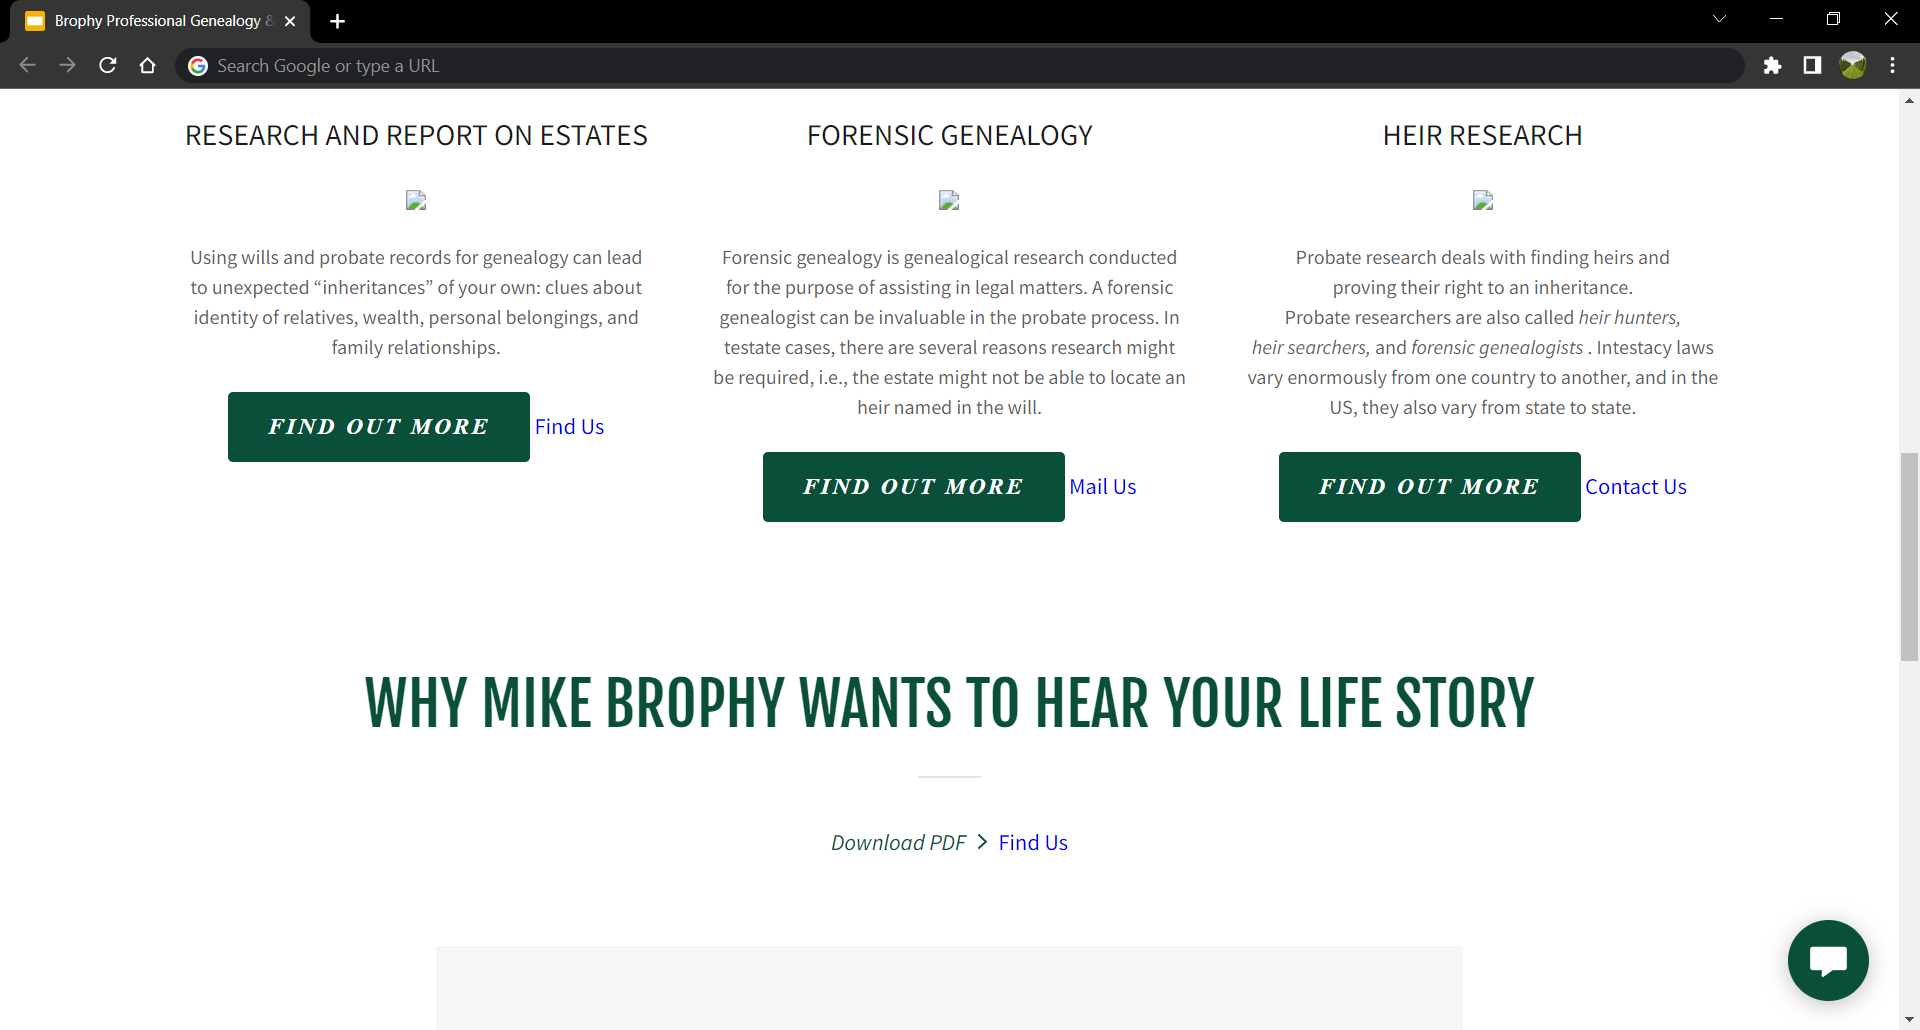 Brophy Professional Genealogy &
Search Google or type a URL
RESEARCH AND REPORT ON ESTATES
Using wills and probate records for genealogy can lead
to unexpected “inheritances” of your own: clues about
identity of relatives, wealth, personal belongings, and
family relationships.
FIND OUT MORE Find Us
FORENSIC GENEALOGY
Forensic genealogy is genealogical research conducted
for the purpose of assisting in legal matters. A forensic
genealogist can be invaluable in the probate process. In
testate cases, there are several reasons research might
be required, i.e., the estate might not be able to locate an
heir named in the will.
FIND OUT MORE Mail Us
HEIR RESEARCH
Probate research deals with finding heirs and
proving their right to an inheritance.
Probate researchers are also called heir hunters,
heir searchers, and forensic genealogists . Intestacy laws
vary enormously from one country to another, and in the
US, they also vary from state to state.
FIND OUT MORE Contact Us
WHY MIKE BROPHY WANTS TO HEAR YOUR LIFE STORY
Download PDF > Find Us